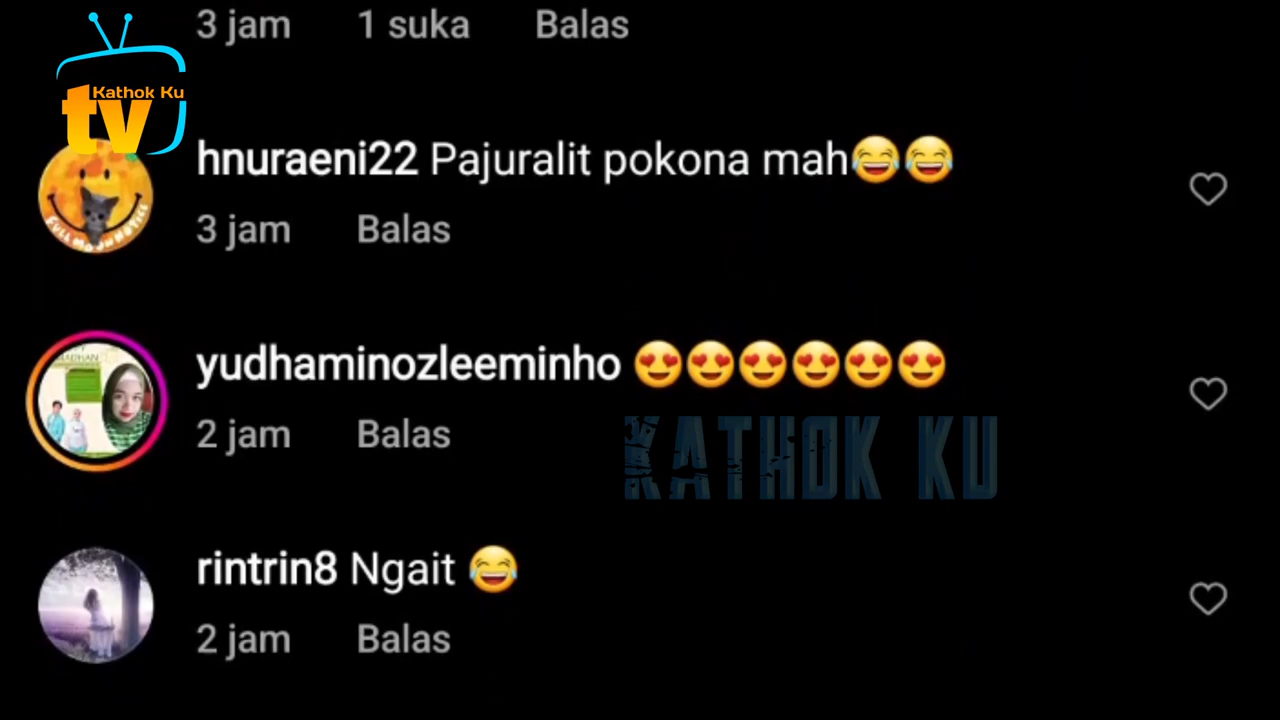 3 jam 1 suka Balas
Kathok Ku
tv
hnuraeni22 Pajuralit pokona mah😂😂
3 jam Balas
yudhaminozleeminho 😍😍😍😍😍😍
2 jam Balas
KATHOK KU
rintrin8 Ngait 😂
2 jam Balas